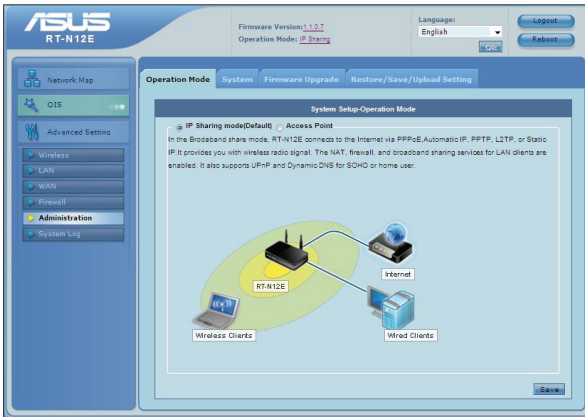 ASUS
RT-N12E
Firmware Version:1.1.0.7
Operation Mode: IP Sharing
Language:
English
OK
Logout
Reboot
Network Map
QIS
Advanced Setting
Wireless
LAN
WAN
Firewall
Administration
System Log
Operation Mode System Firmware Upgrade Restore/Save/Upload Setting
System Setup-Operation Mode
IP Sharing mode(Default) Access Point
In the Brodaband share mode, RT-N12E connects to the Internet via PPPoE,Automatic IP, PPTP, L2TP, or Static
IP.It provides you with wireless radio signal. The NAT, firewall, and broadband sharing services for LAN clients are
enabled. It also supports UPnP and Dynamic DNS for SOHO or home user.
Internet
RT-N12E
Wireless Clients
Wired Clients
Save